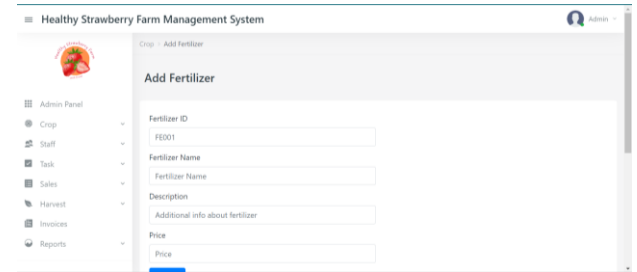 Healthy Strawberry Farm Management System
Admin
Crop > Add Fertilizer
Add Fertilizer
Admin Panel
Crop
Staff
Task
Sales
Harvest
Invoices
Reports
Fertilizer ID
FE001
Fertilizer Name
Fertilizer Name
Description
Additional info about fertilizer
Price
Price